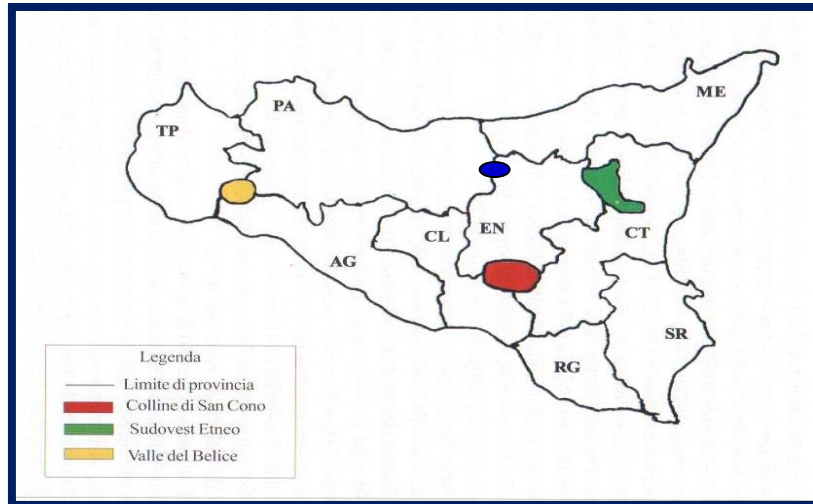 ME
PA
TP
EN
CL
CT
AG
SR
RG
Legenda
Limite di provincia
Colline di San Cono
Sudovest Etneo
Valle del Belice